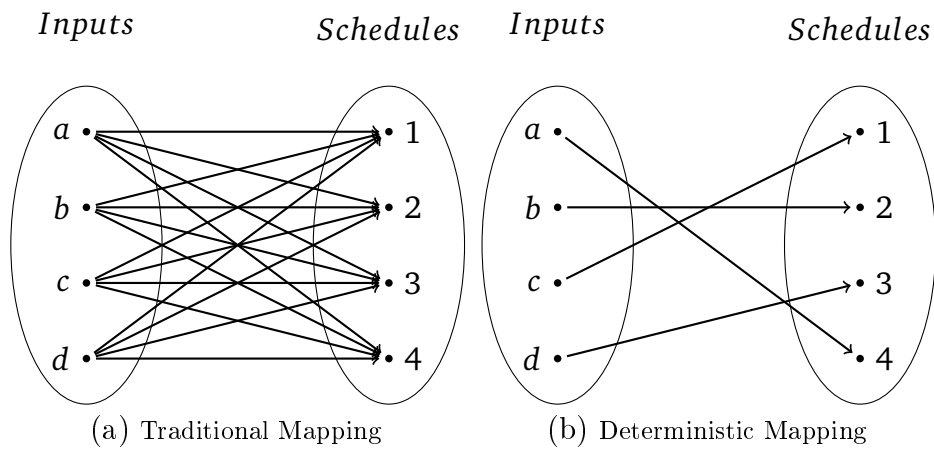 Inputs Schedules Inputs Schedules
a 1 a 1
b 2 b 2
c 3 c 3
d 4 d 4
(a) Traditional Mapping (b) Deterministic Mapping